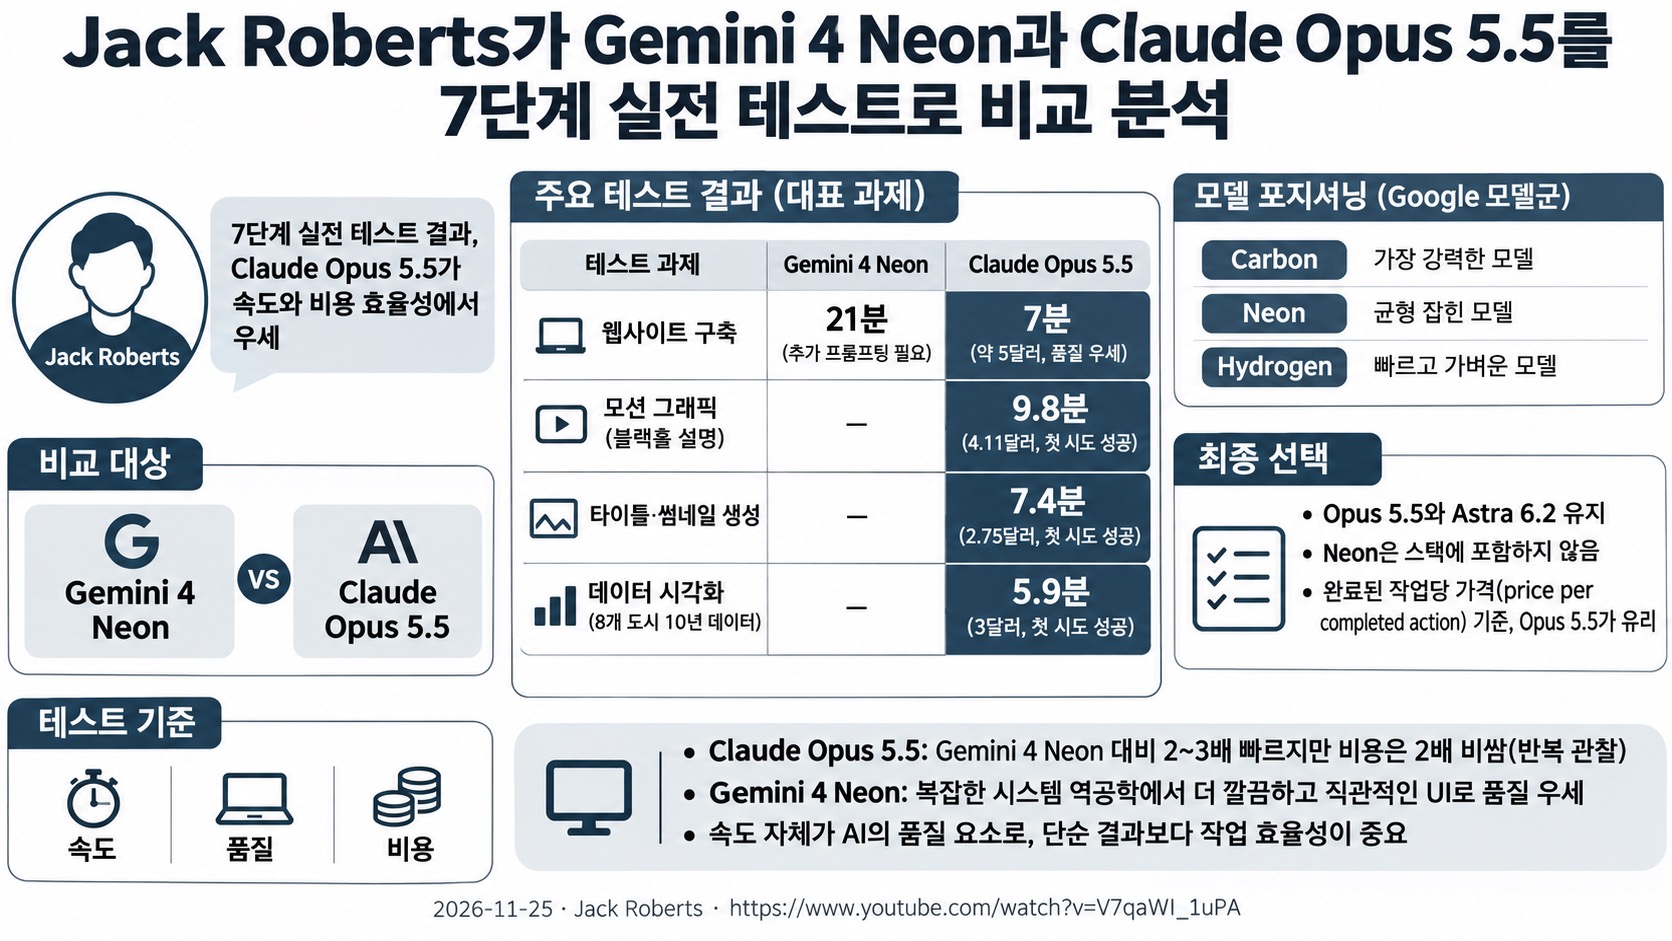 Jack Roberts가 Gemini 4 Neon과 Claude Opus 5.5를
7단계 실전 테스트로 비교 분석
Jack Roberts
7단계 실전 테스트 결과,
Claude Opus 5.5가
속도와 비용 효율성에서
우세
비교 대상
G
Gemini 4
Neon
VS
AI
Claude
Opus 5.5
테스트 기준
속도
품질
비용
주요 테스트 결과 (대표 과제)
테스트 과제
Gemini 4 Neon
Claude Opus 5.5
웹사이트 구축
21분
(추가 프롬프팅 필요)
7분
(약 5달러, 품질 우세)
모션 그래픽
(블랙홀 설명)
—
9.8분
(4.11달러, 첫 시도 성공)
타이틀·썸네일 생성
—
7.4분
(2.75달러, 첫 시도 성공)
데이터 시각화
(8개 도시 10년 데이터)
—
5.9분
(3달러, 첫 시도 성공)
모델 포지셔닝 (Google 모델군)
Carbon
가장 강력한 모델
Neon
균형 잡힌 모델
Hydrogen
빠르고 가벼운 모델
최종 선택
• Opus 5.5와 Astra 6.2 유지
• Neon은 스택에 포함하지 않음
• 완료된 작업당 가격(price per
completed action) 기준, Opus 5.5가 유리
• Claude Opus 5.5: Gemini 4 Neon 대비 2~3배 빠르지만 비용은 2배 비쌈(반복 관찰)
• Gemini 4 Neon: 복잡한 시스템 역공학에서 더 깔끔하고 직관적인 UI로 품질 우세
• 속도 자체가 AI의 품질 요소로, 단순 결과보다 작업 효율성이 중요
2026-11-25 · Jack Roberts · https://www.youtube.com/watch?v=V7qaWI_1uPA